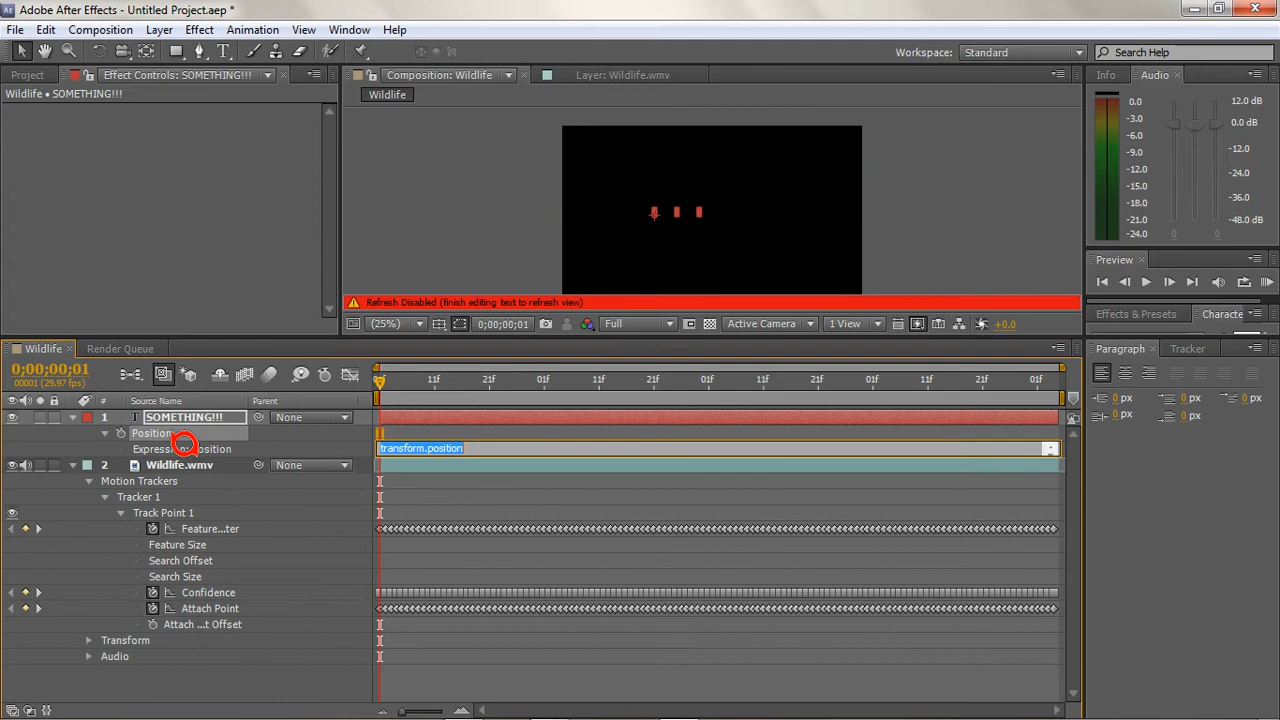 Adobe After Effects - Untitled Project.aep *
File Edit Composition Layer Effect Animation View Window Help
Workspace: Standard Search Help
Project Effect Controls: SOMETHING!!! Composition: Wildlife Layer: Wildlife.wmv Info Audio
Wildlife • SOMETHING!!! Wildlife
0.0 12.0 dB
-3.0 0.0 dB
-6.0
-9.0 -12.0
-12.0
-15.0 -24.0
-18.0 -36.0
-21.0
-24.0 -48.0 dB
0 0
Preview
Refresh Disabled (finish editing text to refresh view)
Effects & Presets Characte
(25%) 0;00;00;01 Full Active Camera 1 View +0.0
Wildlife Render Queue Paragraph Tracker
0;00;00;01
00001 (29.97 fps)
11f 21f 01f 11f 21f 01f 11f 21f 01f 11f 21f 01f
# Source Name Parent
0 px 0 px
0 px 0 px
1 T SOMETHING!!! None
Position
Expression: Position transform.position
2 Wildlife.wmv None
Motion Trackers
Tracker 1
Track Point 1
Feature...ter
Feature Size
Search Offset
Search Size
Confidence
Attach Point
Attach ...t Offset
Transform
Audio